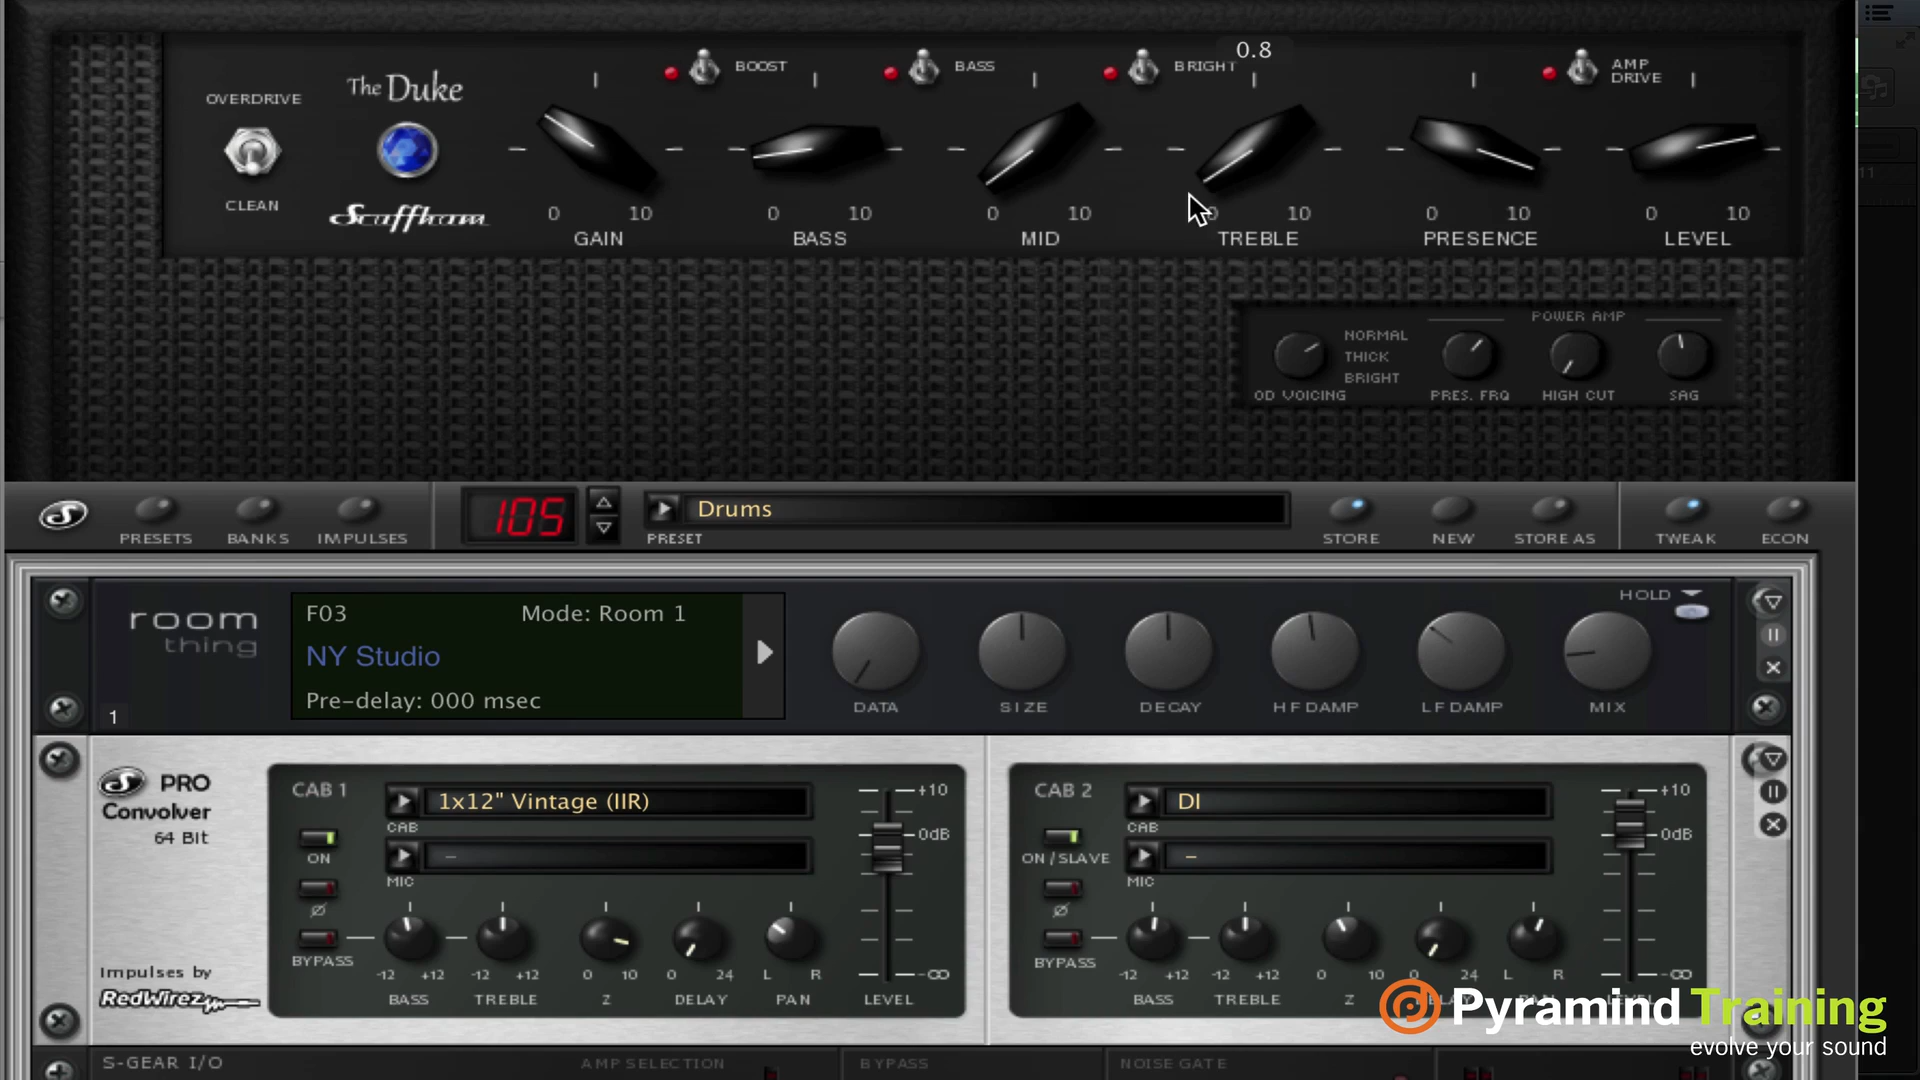 0.8
BOOST
BASS
BRIGHT
AMP
DRIVE
OVERDRIVE
The Duke
CLEAN
Scuffham
0 10
GAIN
0 10
BASS
0 10
MID
0 10
TREBLE
0 10
PRESENCE
0 10
LEVEL
POWER AMP
NORMAL
THICK
BRIGHT
OD VOICING
PRES. FRQ
HIGH CUT
SAG
PRESETS
BANKS
IMPULSES
105
Drums
PRESET
STORE
NEW
STORE AS
TWEAK
ECON
room
thing
1
F03 Mode: Room 1
NY Studio
Pre-delay: 000 msec
DATA
SIZE
DECAY
HF DAMP
LF DAMP
MIX
HOLD
PRO
Convolver
64 Bit
Impulses by
RedWirez
CAB 1
1x12" Vintage (IIR)
CAB
–
MIC
ON
Ø
BYPASS
-12 +12
BASS
-12 +12
TREBLE
0 10
Z
0 24
DELAY
L R
PAN
+10
0dB
-∞
LEVEL
CAB 2
DI
CAB
–
MIC
ON / SLAVE
Ø
BYPASS
-12 +12
BASS
-12 +12
TREBLE
0 10
Z
0 24
DELAY
L R
PAN
+10
0dB
-∞
LEVEL
Pyramind Training
evolve your sound
S-GEAR I/O
AMP SELECTION
BYPASS
NOISE GATE
11